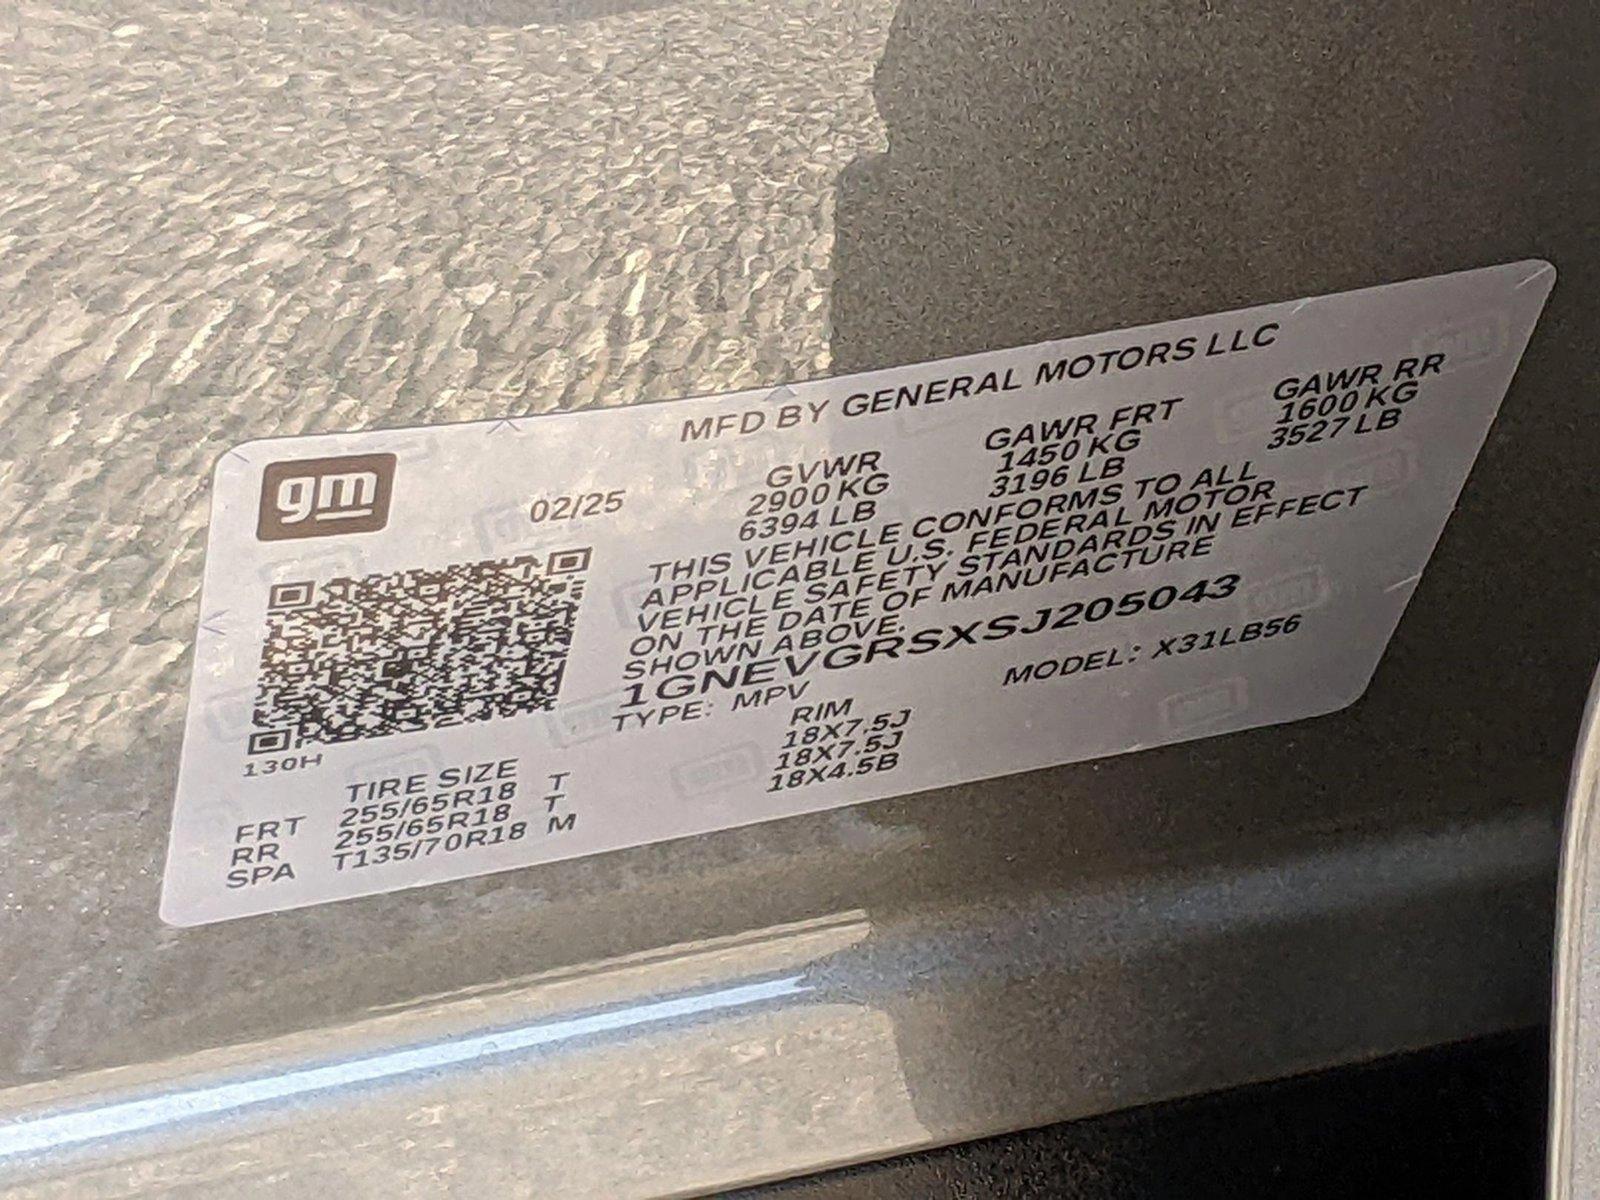 MFD BY GENERAL MOTORS LLC
gm
02/25
GVWR GAWR FRT GAWR RR
2900 KG 1450 KG 1600 KG
6394 LB 3196 LB 3527 LB
THIS VEHICLE CONFORMS TO ALL
APPLICABLE U.S. FEDERAL MOTOR
VEHICLE SAFETY STANDARDS IN EFFECT
ON THE DATE OF MANUFACTURE
SHOWN ABOVE.
1GNEVGRSXSJ205043
TYPE: MPV MODEL: X31LB56
130H
TIRE SIZE RIM
FRT 255/65R18 T 18X7.5J
RR 255/65R18 T 18X7.5J
SPA T135/70R18 M 18X4.5B